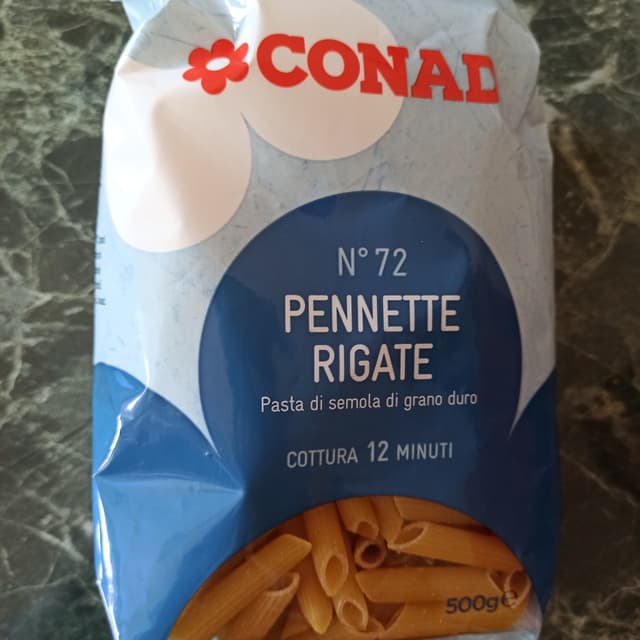 CONAD
N° 72
PENNETTE
RIGATE
Pasta di semola di grano duro
COTTURA 12 MINUTI
500g e